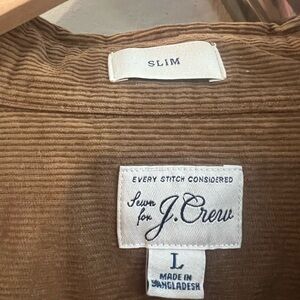 SLIM
EVERY STITCH CONSIDERED
Sewn
for J.Crew
L
MADE IN
BANGLADESH